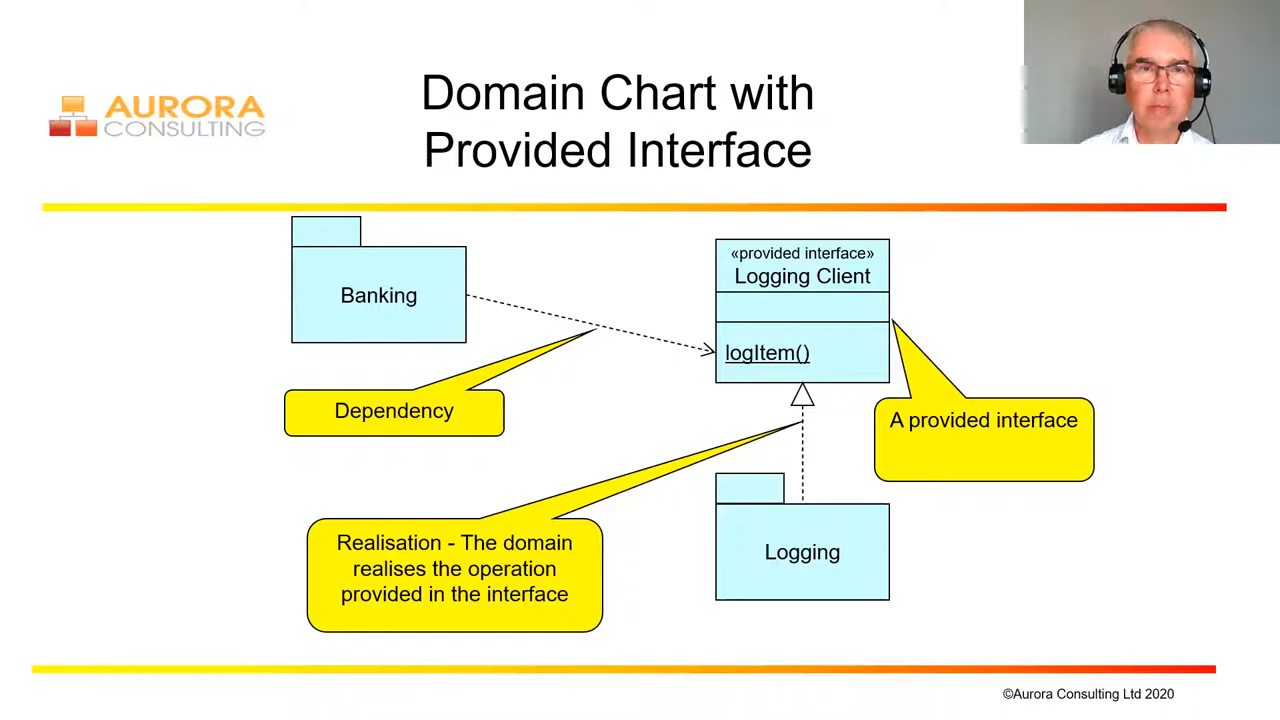 AURORA
CONSULTING
Domain Chart with
Provided Interface
Banking
«provided interface»
Logging Client
logItem()
Dependency
A provided interface
Realisation - The domain
realises the operation
provided in the interface
Logging
©Aurora Consulting Ltd 2020